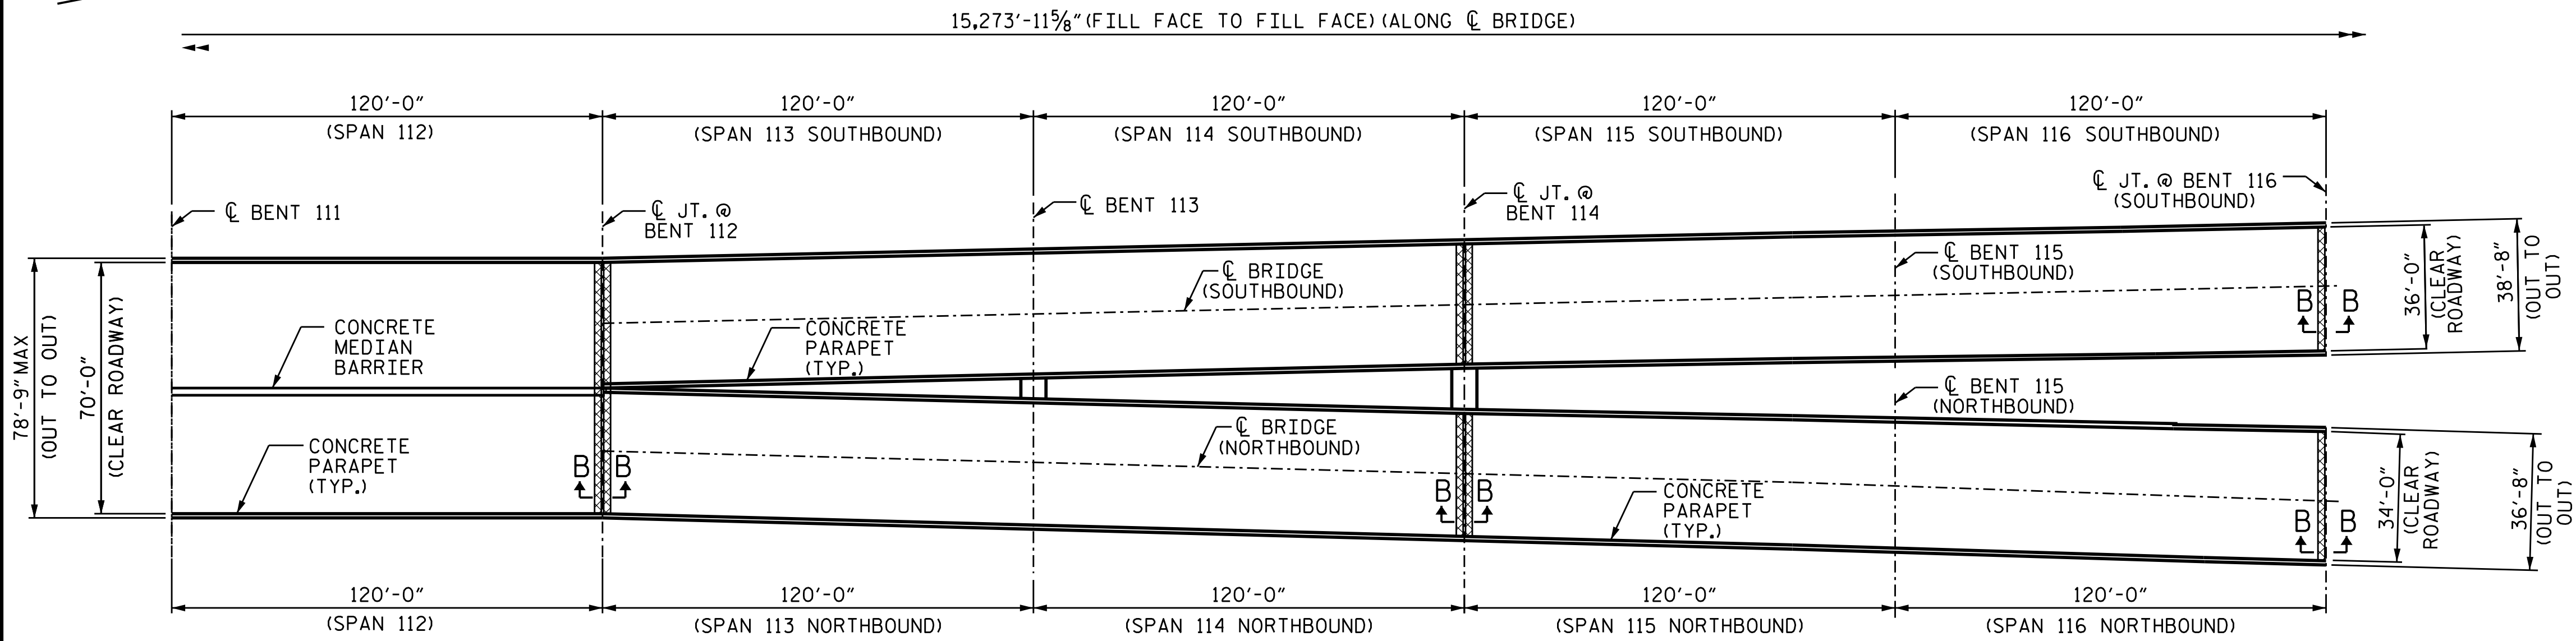 15,273'-11⅝" (FILL FACE TO FILL FACE) (ALONG ℄ BRIDGE)
120'-0"
(SPAN 112)
120'-0"
(SPAN 113 SOUTHBOUND)
120'-0"
(SPAN 114 SOUTHBOUND)
120'-0"
(SPAN 115 SOUTHBOUND)
120'-0"
(SPAN 116 SOUTHBOUND)
℄ BENT 111
℄ JT. @
BENT 112
℄ BENT 113
℄ JT. @
BENT 114
℄ JT. @ BENT 116
(SOUTHBOUND)
℄ BRIDGE
(SOUTHBOUND)
℄ BENT 115
(SOUTHBOUND)
B B
36'-0"
(CLEAR
ROADWAY)
38'-8"
(OUT TO
OUT)
78'-9" MAX
(OUT TO OUT)
70'-0"
(CLEAR ROADWAY)
CONCRETE
MEDIAN
BARRIER
CONCRETE
PARAPET
(TYP.)
℄ BENT 115
(NORTHBOUND)
CONCRETE
PARAPET
(TYP.)
B B
℄ BRIDGE
(NORTHBOUND)
B B
CONCRETE
PARAPET
(TYP.)
B B
34'-0"
(CLEAR
ROADWAY)
36'-8"
(OUT TO
OUT)
120'-0"
(SPAN 112)
120'-0"
(SPAN 113 NORTHBOUND)
120'-0"
(SPAN 114 NORTHBOUND)
120'-0"
(SPAN 115 NORTHBOUND)
120'-0"
(SPAN 116 NORTHBOUND)